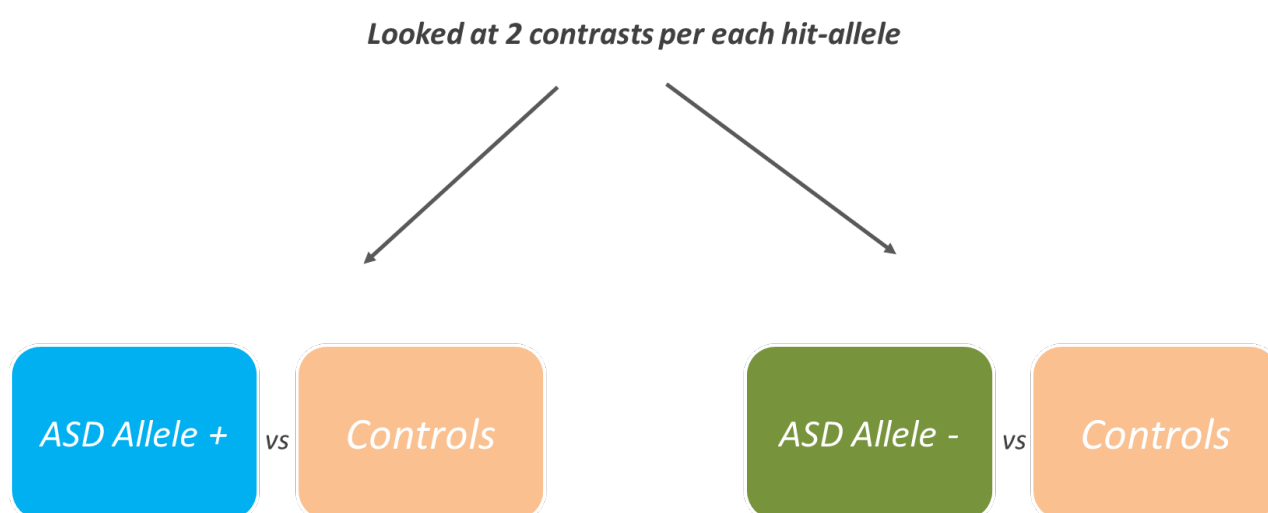 Looked at 2 contrasts per each hit-allele
ASD Allele + vs Controls
ASD Allele - vs Controls